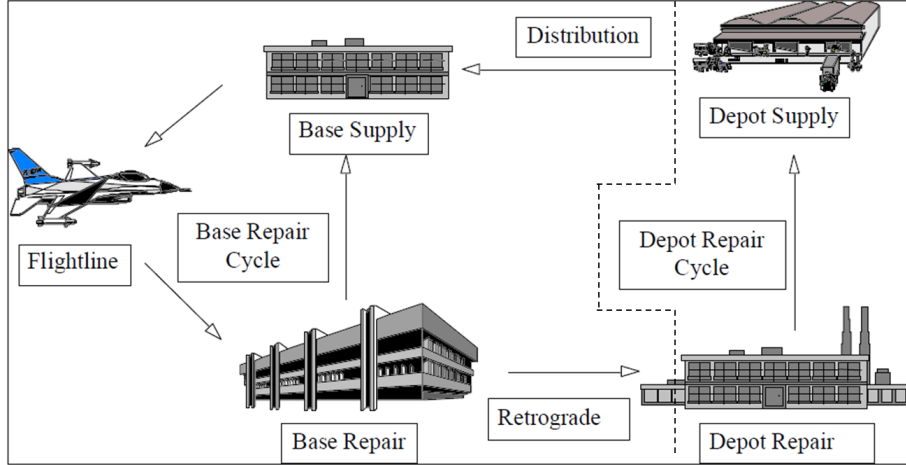 Distribution
Base Supply
Depot Supply
Base Repair
Cycle
Depot Repair
Cycle
Flightline
Retrograde
Base Repair
Depot Repair